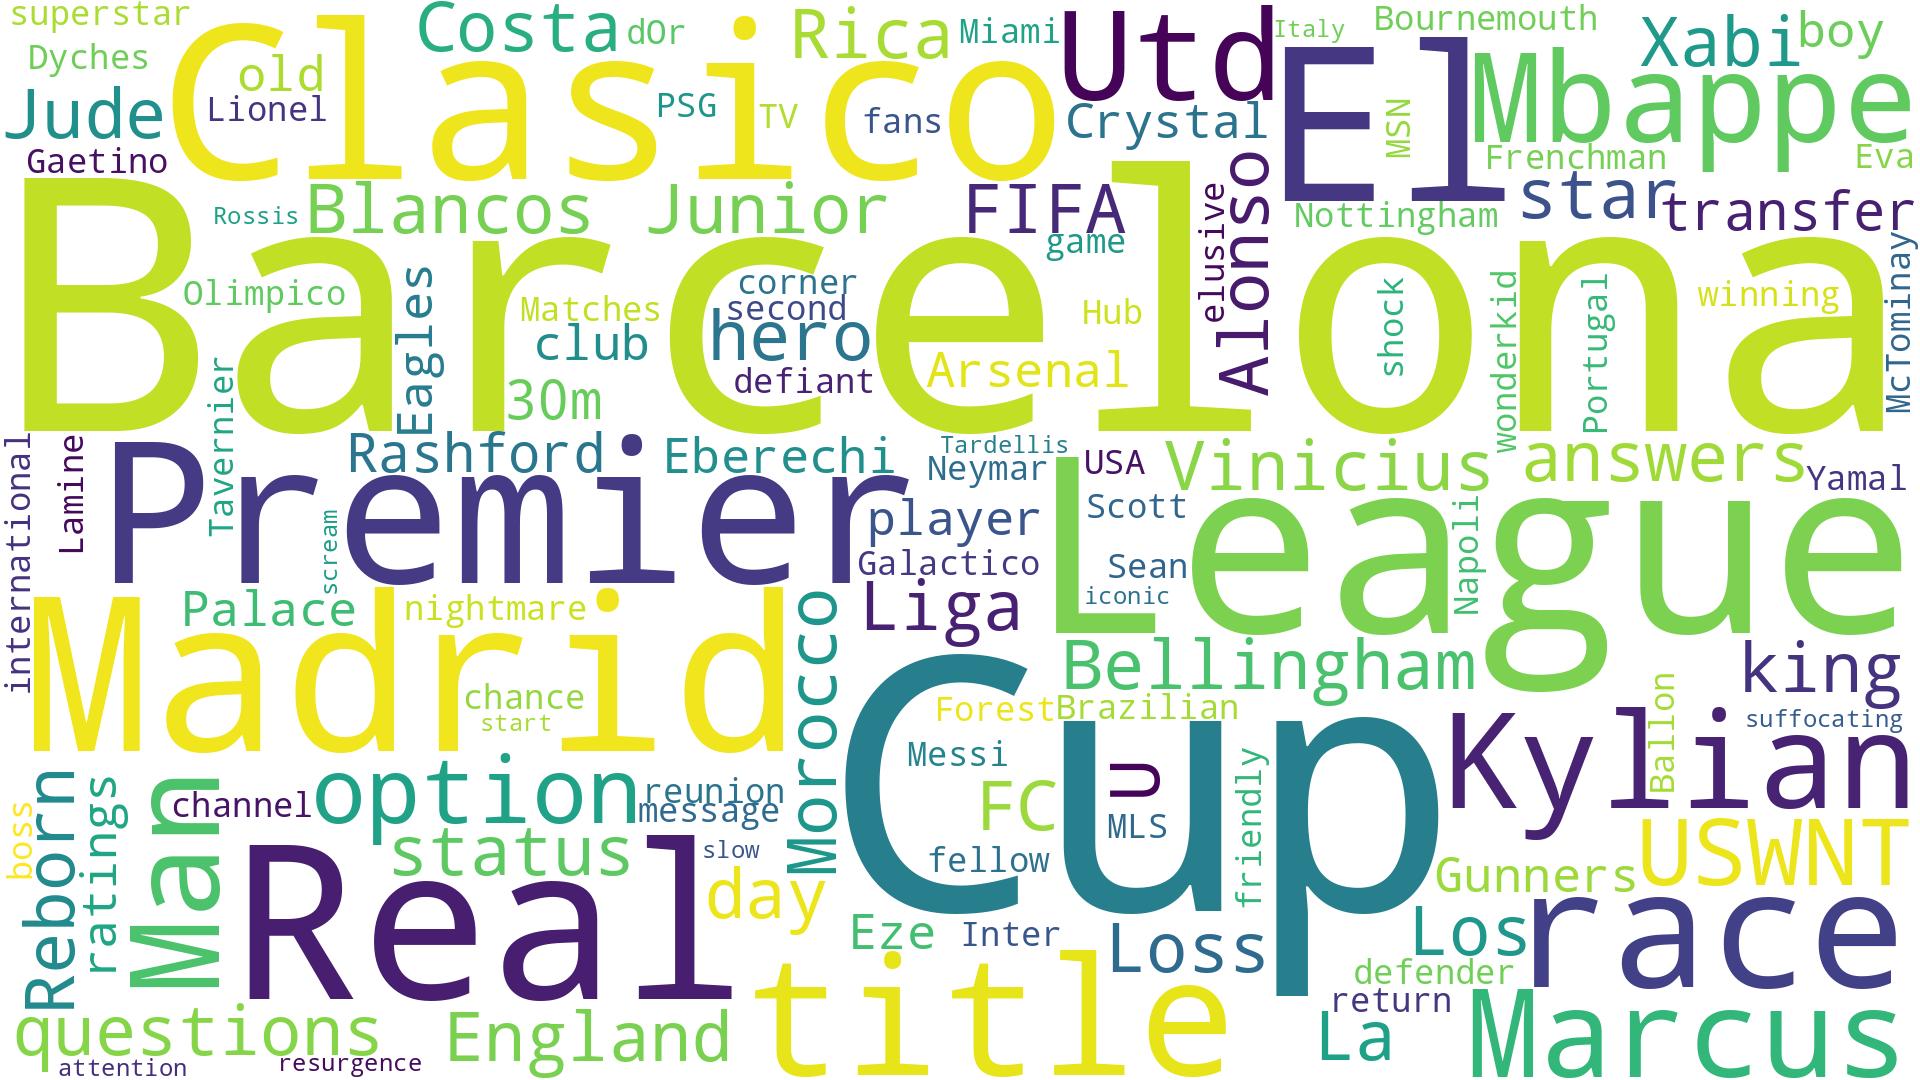 superstar
Clasico
Costa
dOr
Rica
Miami
Utd
Italy
Bournemouth
Xabi
boy
Dyches
old
El
Mbappe
Jude
Lionel
PSG
TV
fans
Crystal
MSN
Gaetino
Frenchman
Eva
Barcelona
Rossis
Blancos
Junior
FIFA
game
elusive
Alonso
Nottingham
star
transfer
Olimpico
Eagles
Matches
corner
second
Hub
shock
wonderkid
Portugal
winning
McTominay
club
hero
defiant
Arsenal
30m
Tavernier
international
Lamine
Premier
Rashford
Eberechi
Tardellis
Neymar
USA
Vinicius
answers
Yamal
scream
player
Scott
League
Napoli
Galactico
Sean
iconic
Madrid
Palace
nightmare
Morocco
Liga
Bellingham
king
chance
start
Cup
Forest
Brazilian
Ballon
suffocating
Messi
Kylian
Reborn
boss
ratings
Man
channel
option
reunion
message
FC
U
MLS
friendly
status
slow
fellow
USWNT
Real
day
Gunners
Eze
Inter
Loss
Los
race
defender
title
return
questions
England
La
Marcus
attention
resurgence